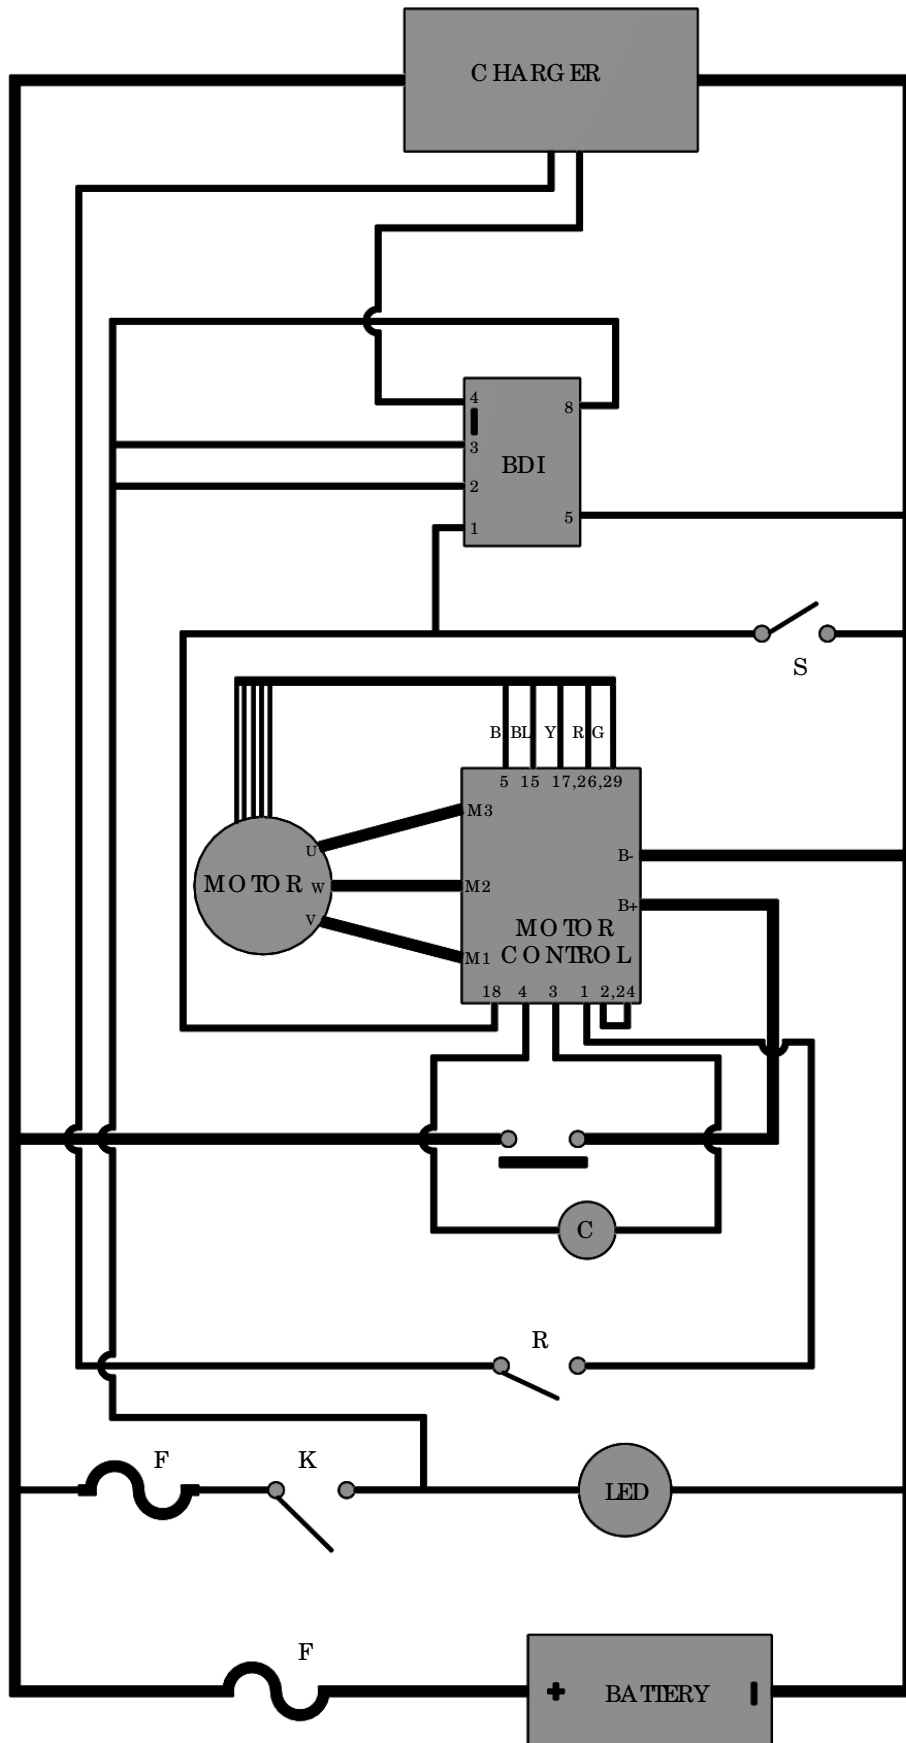 CHARGER
4
8
3
BDI
2
5
1
S
B BL Y R G
5 15 17,26,29
M3
U
B-
MOTOR W
M2
B+
V
MOTOR
M1 CONTROL
18 4 3 1 2,24
C
R
F K
LED
F
+ BATTERY -